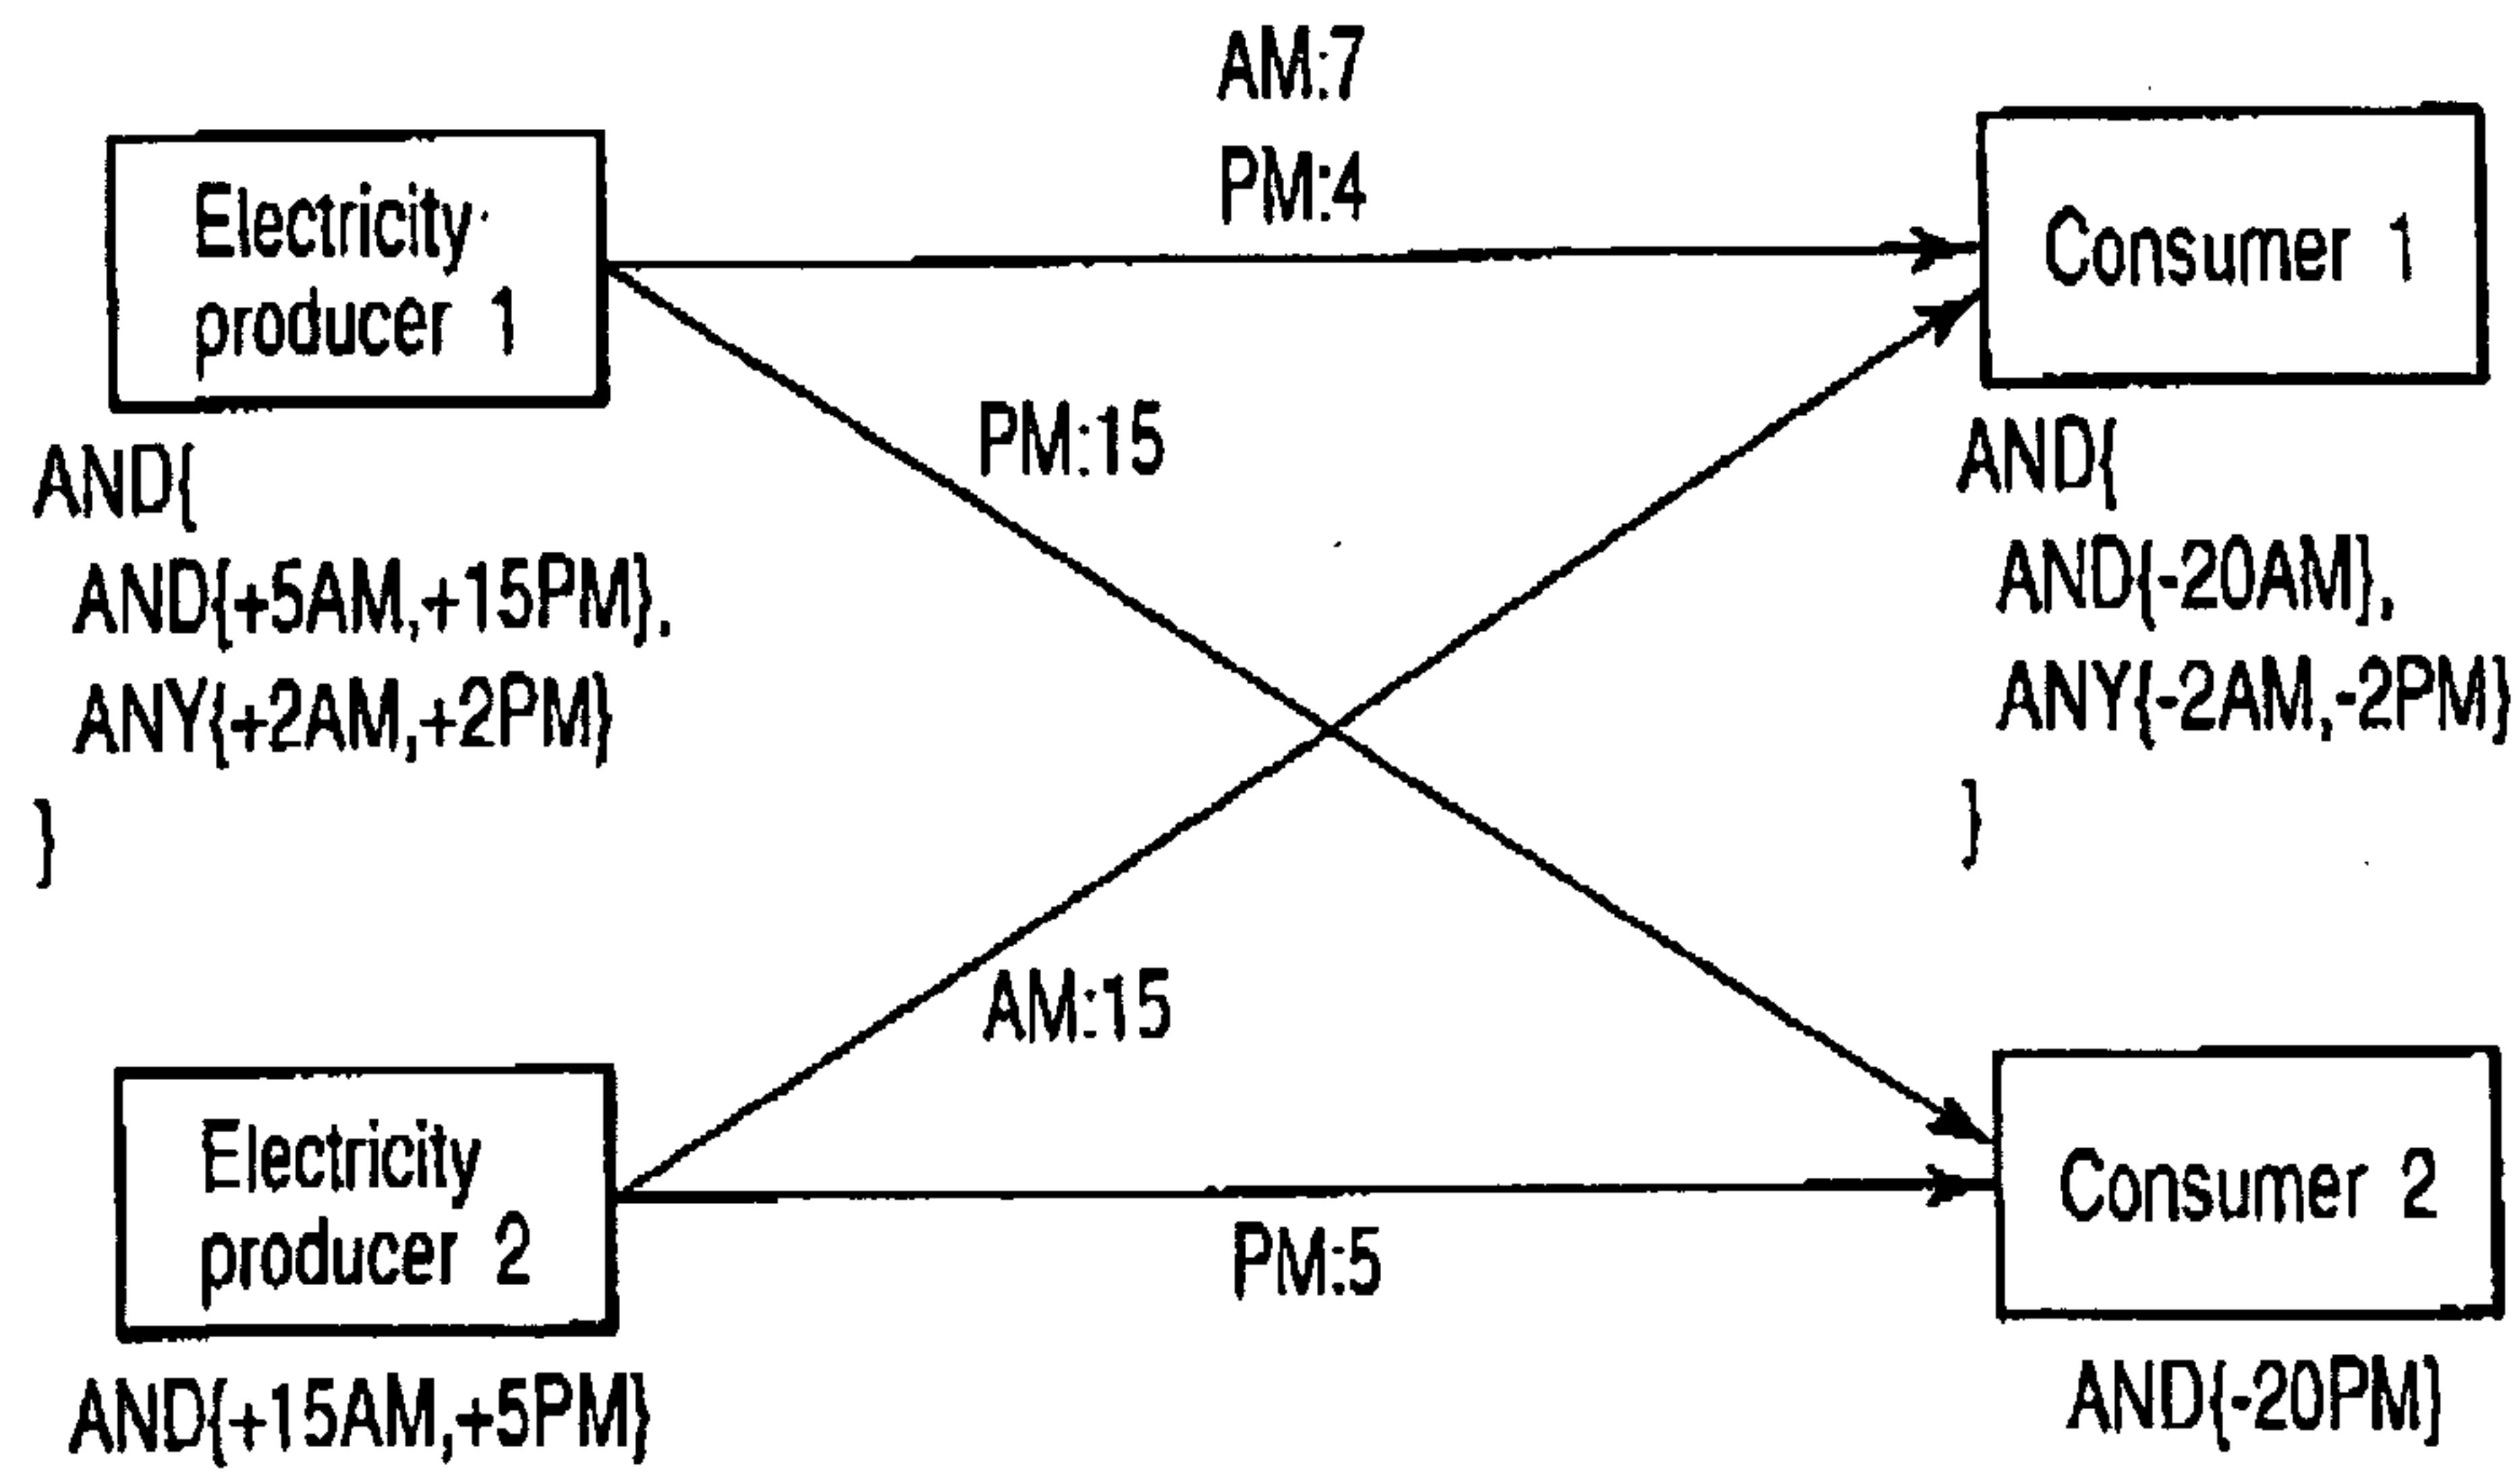 AM:7
PM:4
Electricity
producer 1
Consumer 1
PM:15
AND{
AND{+5AM,+15PM},
ANY{+2AM,+2PM}
}
AND{
AND{-20AM},
ANY{-2AM,-2PM}
}
AM:15
Electricity
producer 2
Consumer 2
PM:5
AND{+15AM,+5PM}
AND{-20PM}